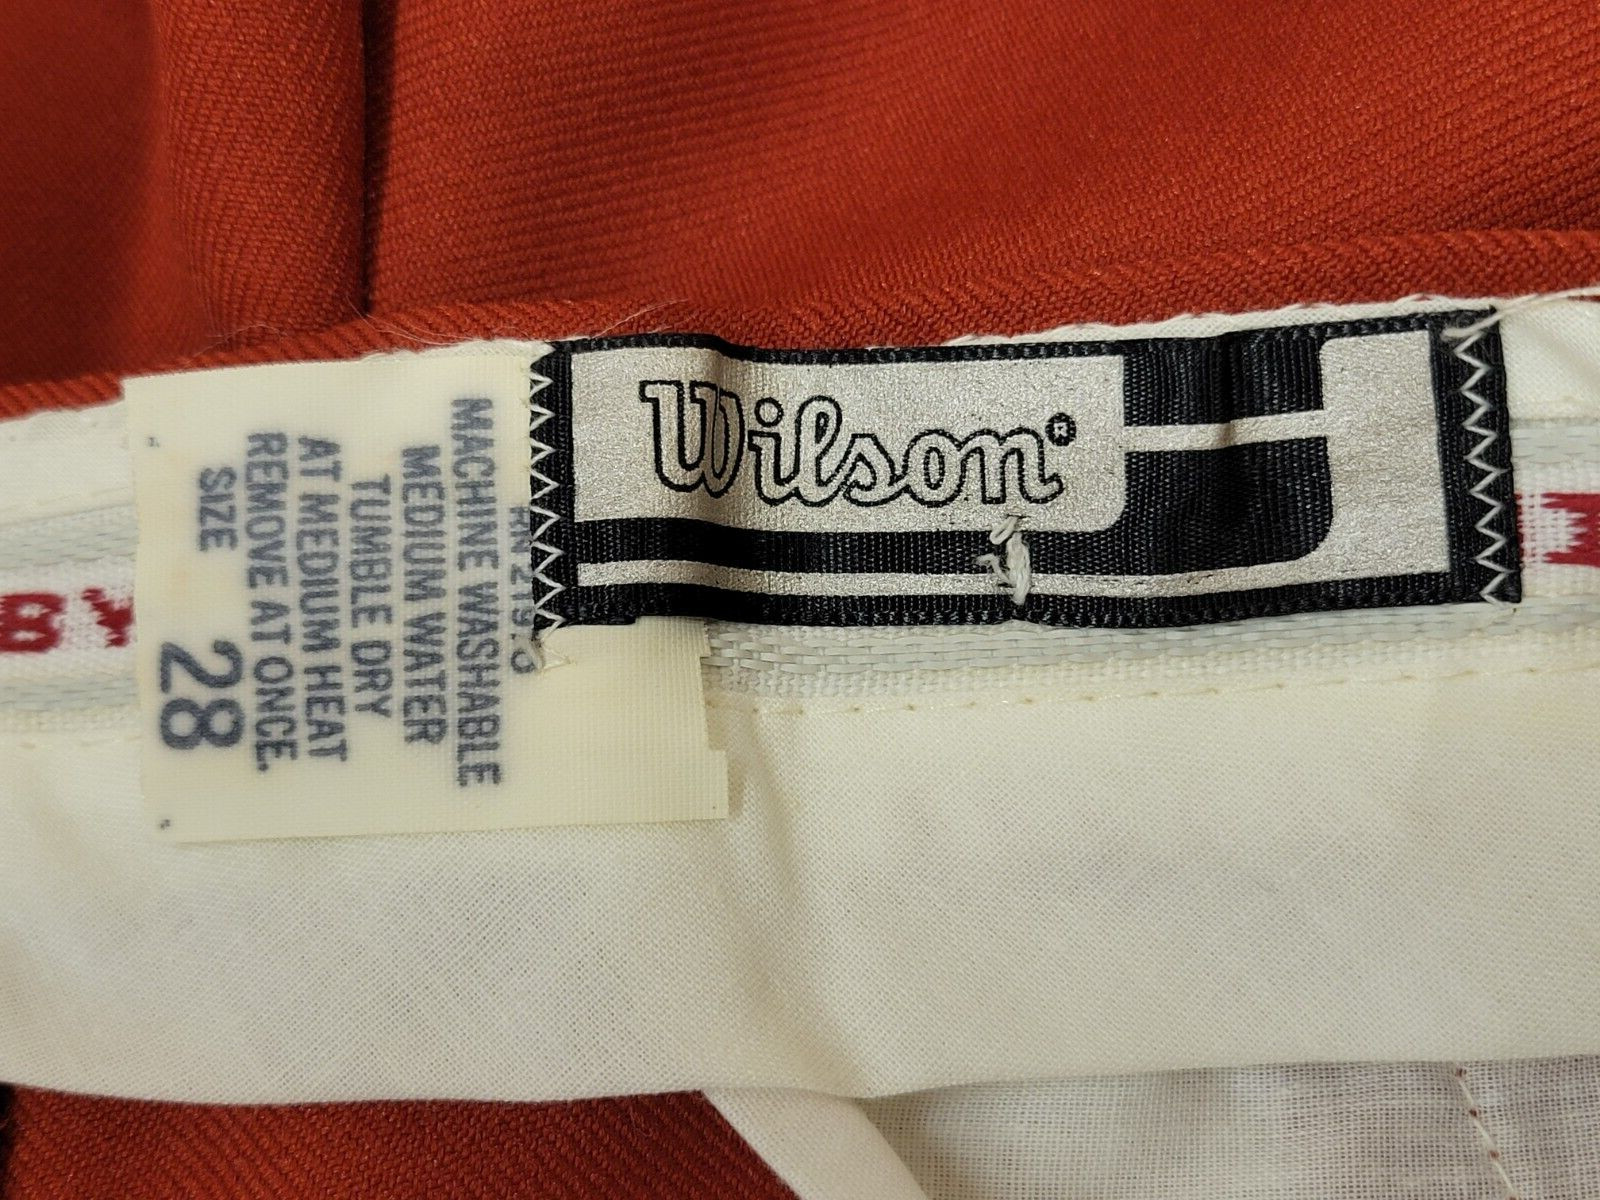 Wilson®
MACHINE WASHABLE
MEDIUM WATER
TUMBLE DRY
AT MEDIUM HEAT
REMOVE AT ONCE.
SIZE
28